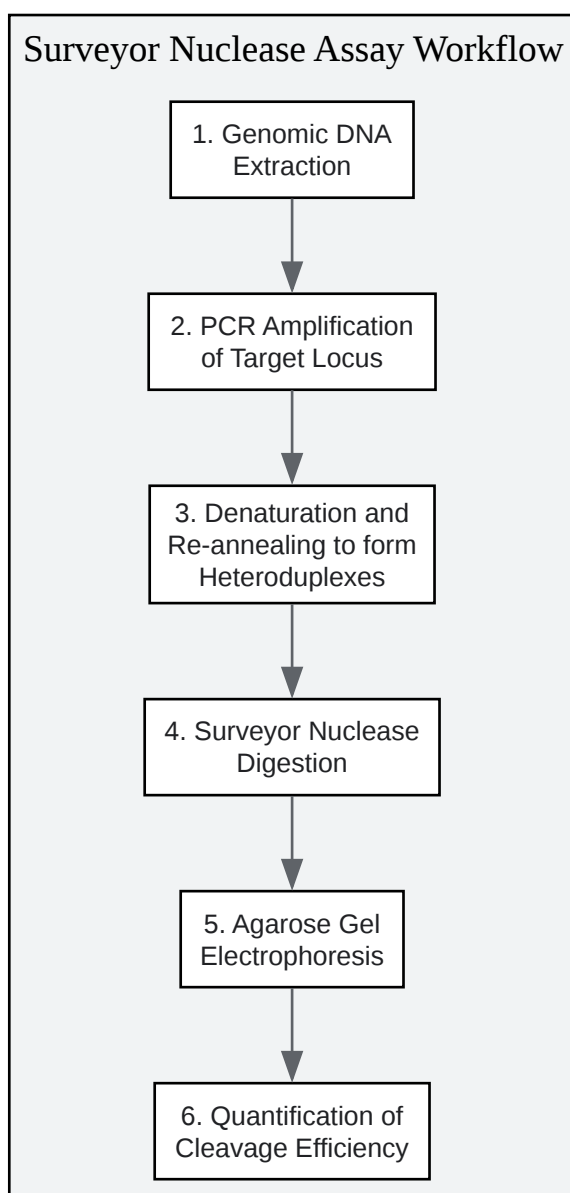 Surveyor Nuclease Assay Workflow
1. Genomic DNA
Extraction
2. PCR Amplification
of Target Locus
3. Denaturation and
Re-annealing to form
Heteroduplexes
4. Surveyor Nuclease
Digestion
5. Agarose Gel
Electrophoresis
6. Quantification of
Cleavage Efficiency